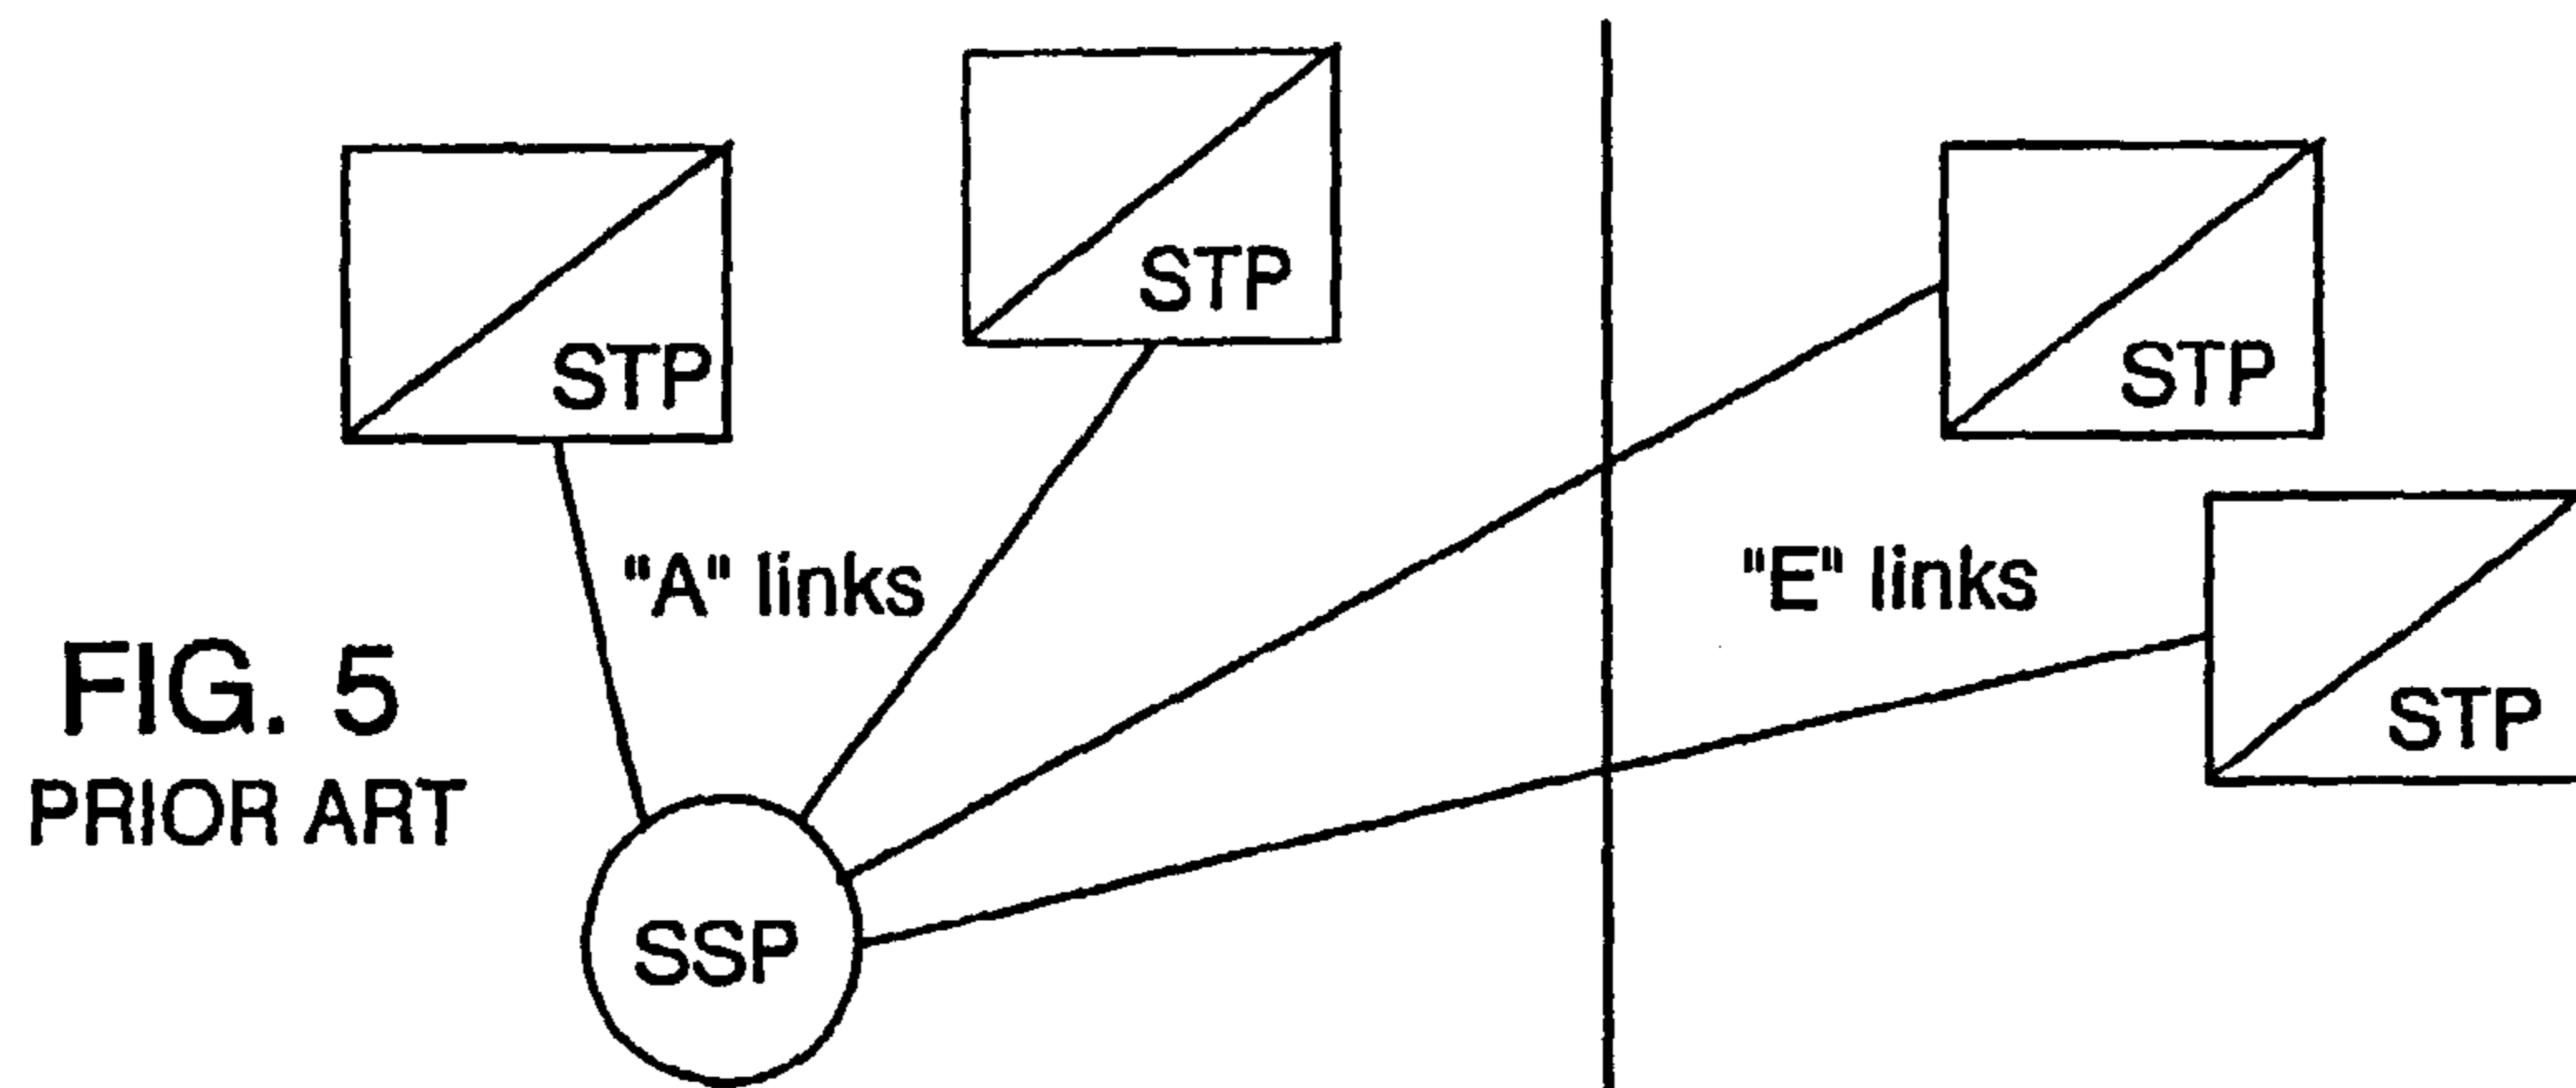 STP
STP
STP
"A" links
"E" links
STP
FIG. 5
PRIOR ART
SSP